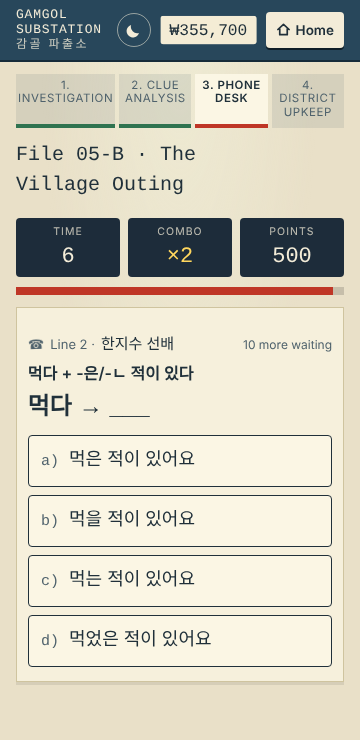 GAMGOL
SUBSTATION
감골 파출소
₩355,700
Home
1. INVESTIGATION
2. CLUE ANALYSIS
3. PHONE DESK
4. DISTRICT UPKEEP
File 05-B · The
Village Outing
TIME
6
COMBO
×2
POINTS
500
☎ Line 2 · 한지수 선배
10 more waiting
먹다 + -은/-ㄴ 적이 있다
먹다 → ___
a) 먹은 적이 있어요
b) 먹을 적이 있어요
c) 먹는 적이 있어요
d) 먹었은 적이 있어요